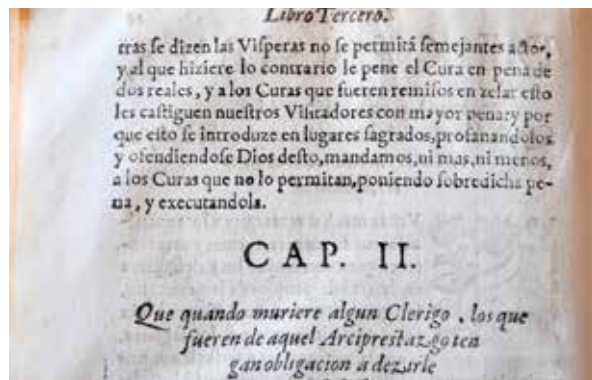 Libro Tercero.
tras ſe dizen las Viſperas no ſe permitá ſemejantes actos,
y al que hiziere lo contrario le pene el Cura en pena de
dos reales, y a los Curas que fueren remiſos en zelar eſto
les caſtiguen nueſtros Viſitadores con mayor pena: y por
que eſto ſe introduze en lugares ſagrados, profanandolos
y ofendiendoſe Dios deſto, mandamos, ni mas, ni menos,
a los Curas que no lo permitan, poniendo ſobredicha pe-
na, y executandola.
CAP. II.
Que quãndo muriere algun Clerigo, los que
fueren de aquel Arcipreſtazgo ten
gan obligacion a dezirle